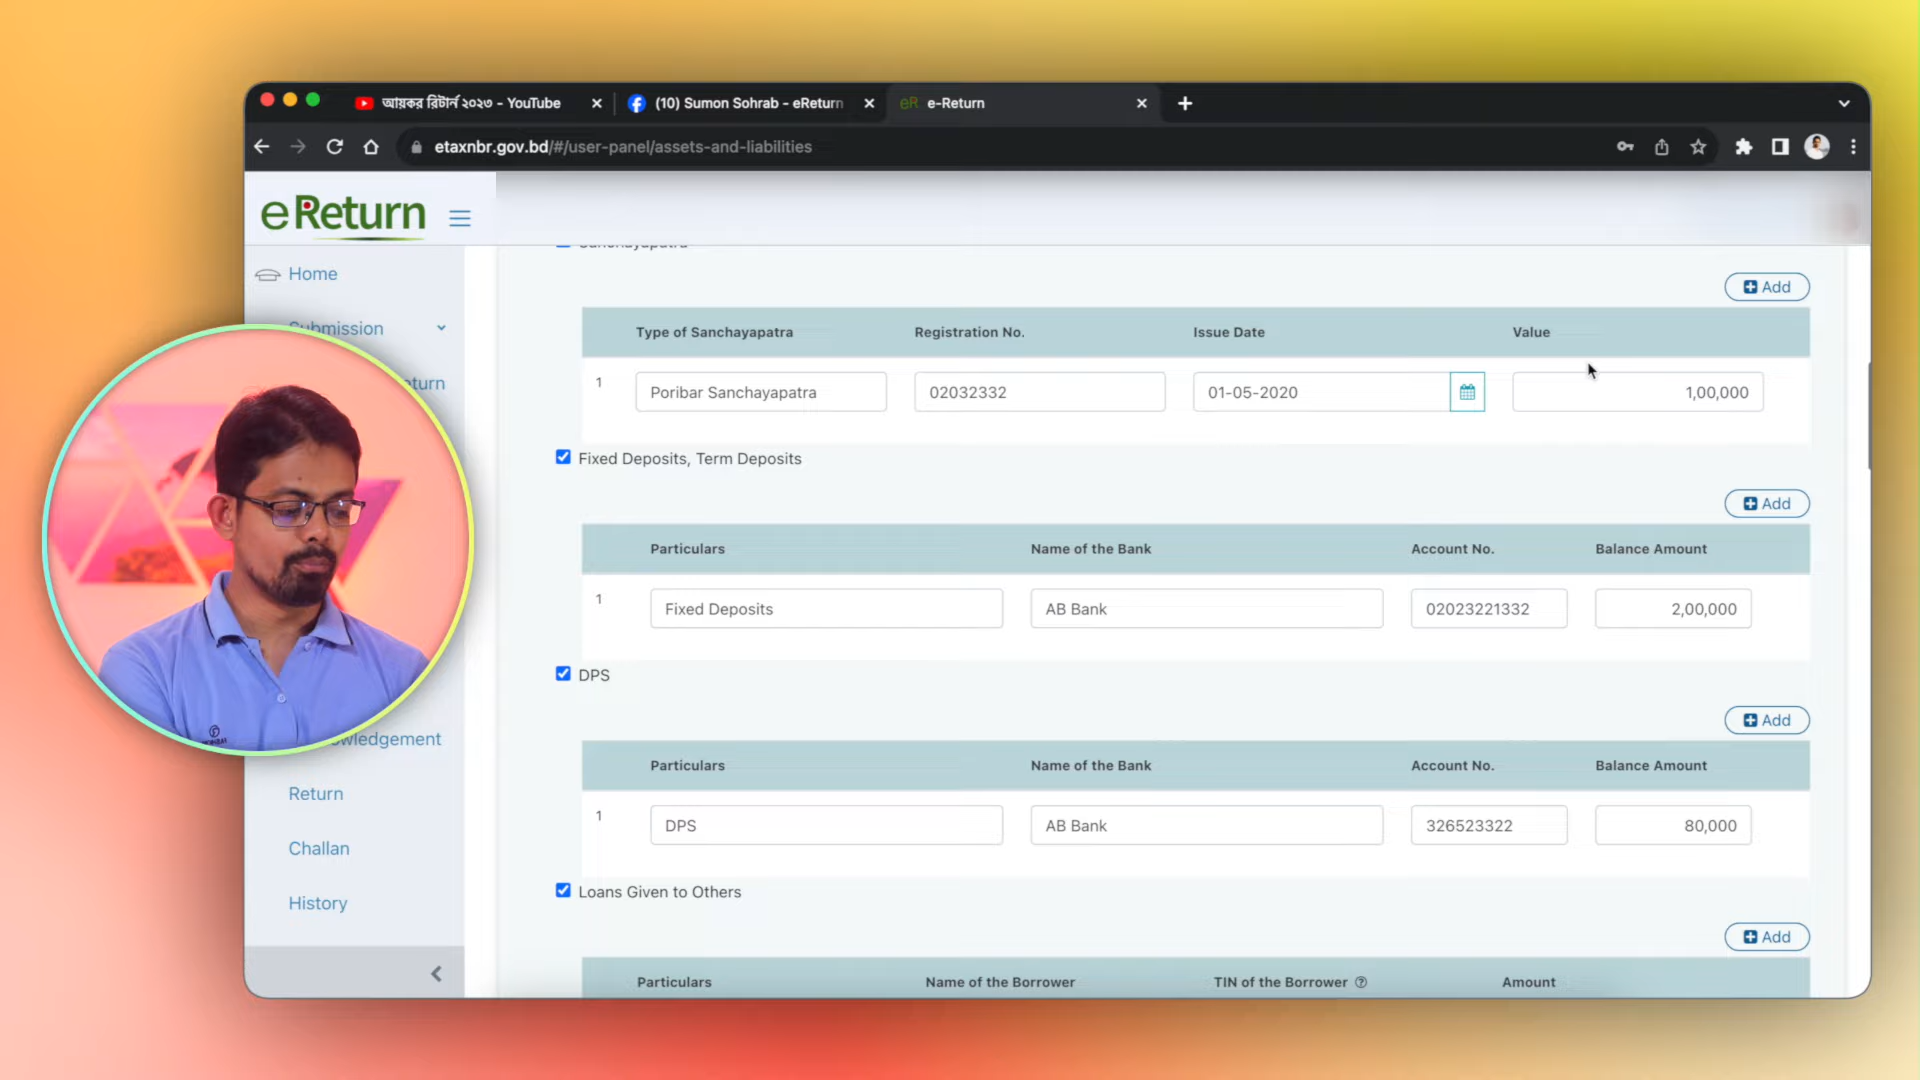 আয়কর রিটার্ন ২০২৩ - YouTube
(10) Sumon Sohrab - eReturn
eR e-Return
etaxnbr.gov.bd/#/user-panel/assets-and-liabilities
eReturn
Home
Submission
Return
Challan
History
Sanchayapatra
Add
Type of Sanchayapatra Registration No. Issue Date Value
1 Poribar Sanchayapatra 02032332 01-05-2020 1,00,000
Fixed Deposits, Term Deposits
Add
Particulars Name of the Bank Account No. Balance Amount
1 Fixed Deposits AB Bank 02023221332 2,00,000
DPS
Add
Particulars Name of the Bank Account No. Balance Amount
1 DPS AB Bank 326523322 80,000
Loans Given to Others
Add
Particulars Name of the Borrower TIN of the Borrower Amount